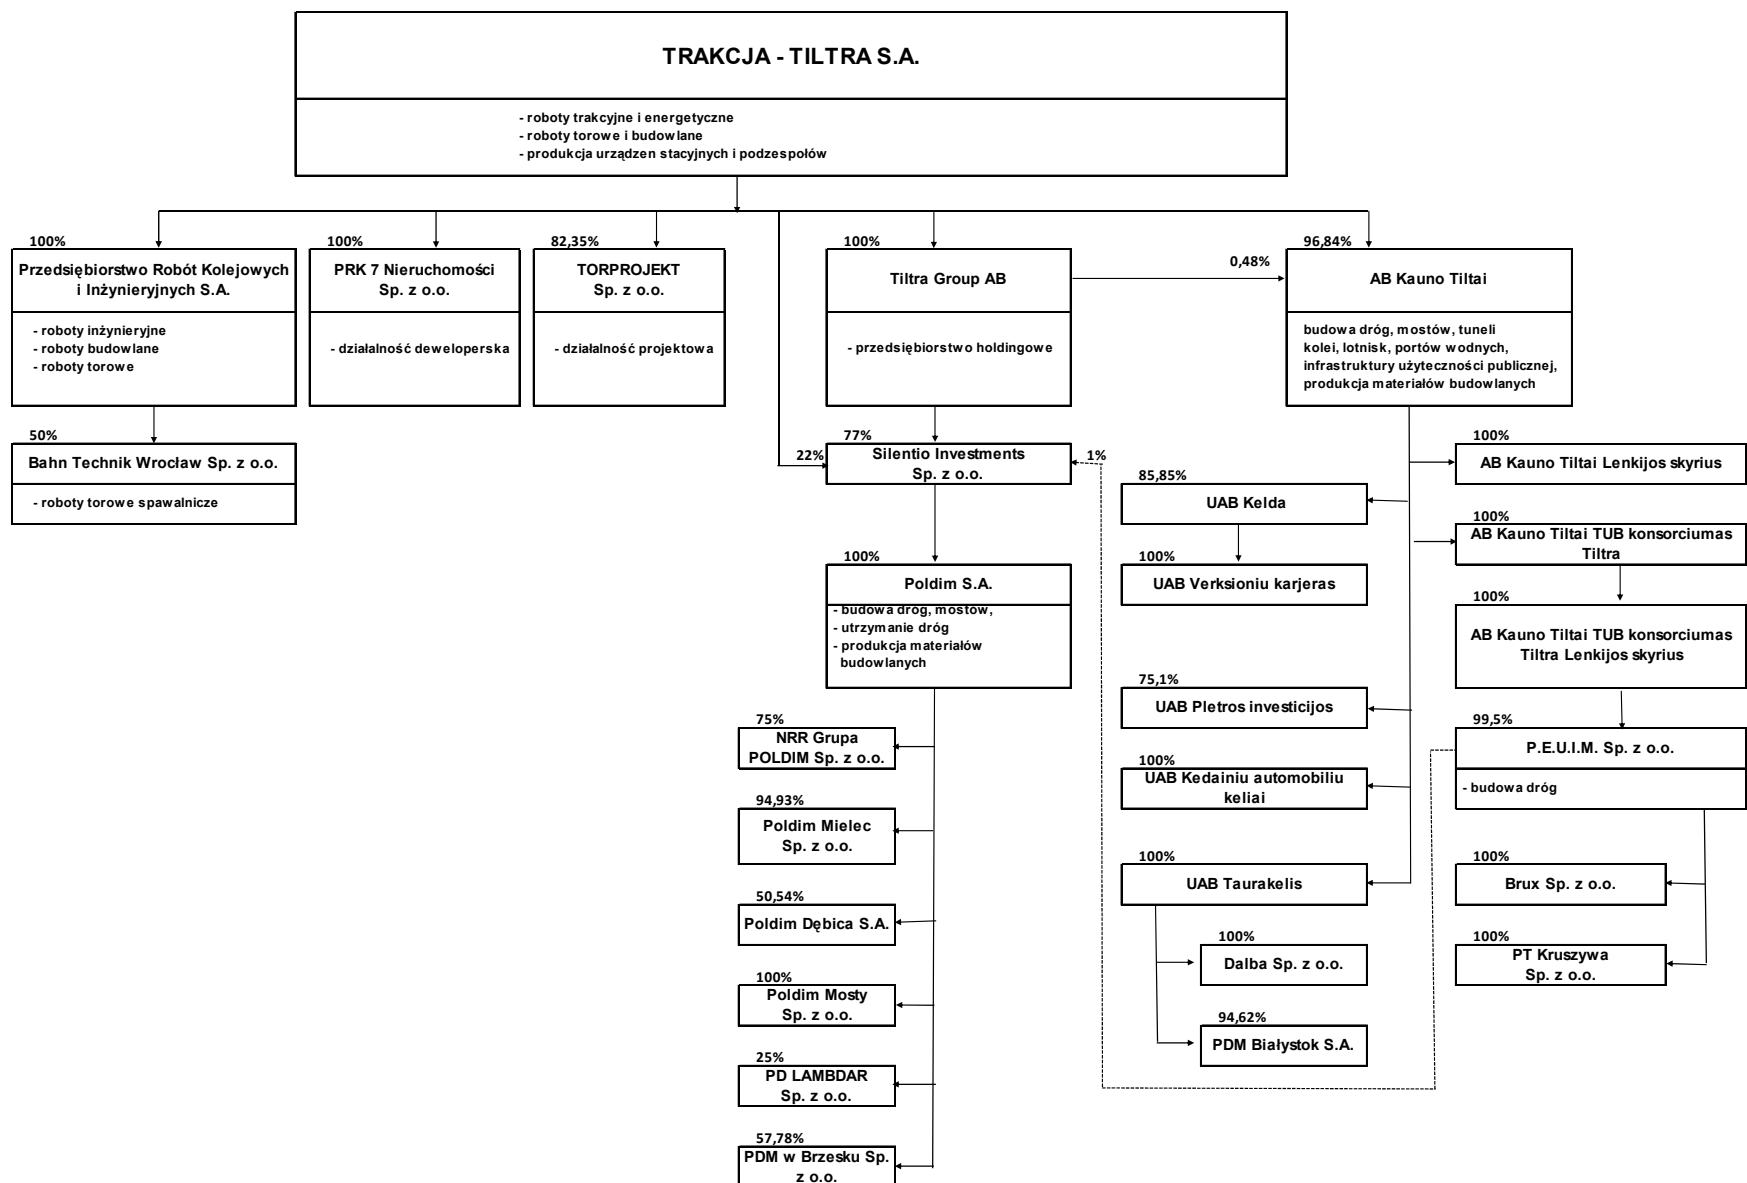 TRAKCJA - TILTRA S.A.
- roboty trakcyjne i energetyczne
- roboty torowe i budowlane
- produkcja urządzen stacyjnych i podzespołów
100%
Przedsiębiorstwo Robót Kolejowych
i Inżynieryjnych S.A.
- roboty inżynieryjne
- roboty budowlane
- roboty torowe
100%
PRK 7 Nieruchomości
Sp. z o.o.
- działalność deweloperska
82,35%
TORPROJEKT
Sp. z o.o.
- działalność projektowa
100%
Tiltra Group AB
- przedsiębiorstwo holdingowe
0,48%
96,84%
AB Kauno Tiltai
budowa dróg, mostów, tuneli
kolei, lotnisk, portów wodnych,
infrastruktury użyteczności publicznej,
produkcja materiałów budowlanych
50%
Bahn Technik Wrocław Sp. z o.o.
- roboty torowe spawalnicze
22%
77%
Silentio Investments
Sp. z o.o.
1%
100%
Poldim S.A.
- budowa dróg, mostów,
- utrzymanie dróg
- produkcja materiałów
budowlanych
75%
NRR Grupa
POLDIM Sp. z o.o.
94,93%
Poldim Mielec
Sp. z o.o.
50,54%
Poldim Dębica S.A.
100%
Poldim Mosty
Sp. z o.o.
25%
PD LAMBDAR
Sp. z o.o.
57,78%
PDM w Brzesku Sp.
z o.o.
85,85%
UAB Kelda
100%
UAB Verksioniu karjeras
75,1%
UAB Pletros investicijos
100%
UAB Kedainiu automobiliu
keliai
100%
UAB Taurakelis
100%
Dalba Sp. z o.o.
94,62%
PDM Białystok S.A.
100%
AB Kauno Tiltai Lenkijos skyrius
100%
AB Kauno Tiltai TUB konsorciumas
Tiltra
100%
AB Kauno Tiltai TUB konsorciumas
Tiltra Lenkijos skyrius
99,5%
P.E.U.I.M. Sp. z o.o.
- budowa dróg
100%
Brux Sp. z o.o.
100%
PT Kruszywa
Sp. z o.o.